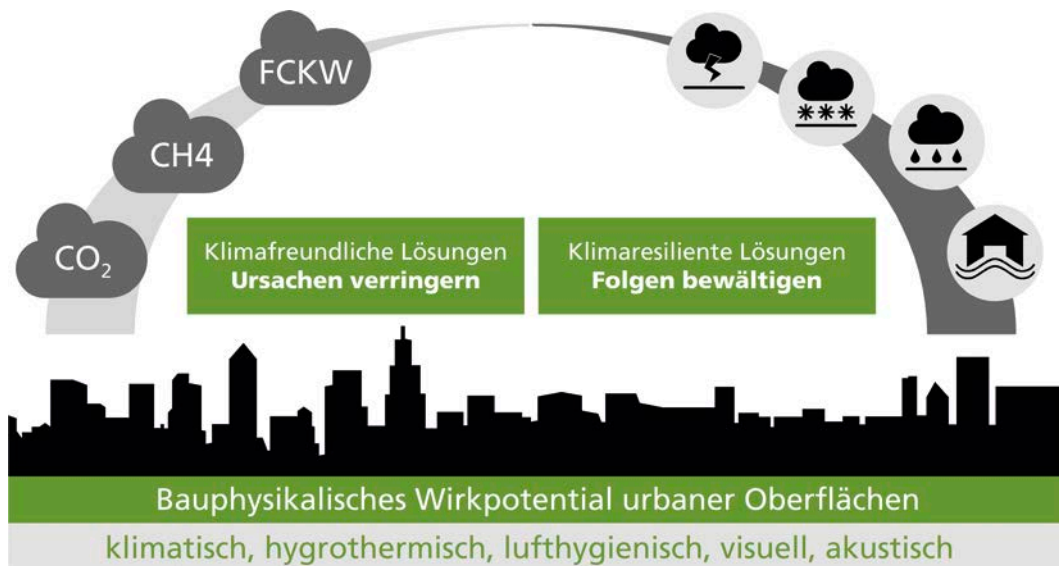 FCKW
CH4
CO₂
Klimafreundliche Lösungen
Ursachen verringern
Klimaresiliente Lösungen
Folgen bewältigen
Bauphysikalisches Wirkpotential urbaner Oberflächen
klimatisch, hygrothermisch, lufthygienisch, visuell, akustisch